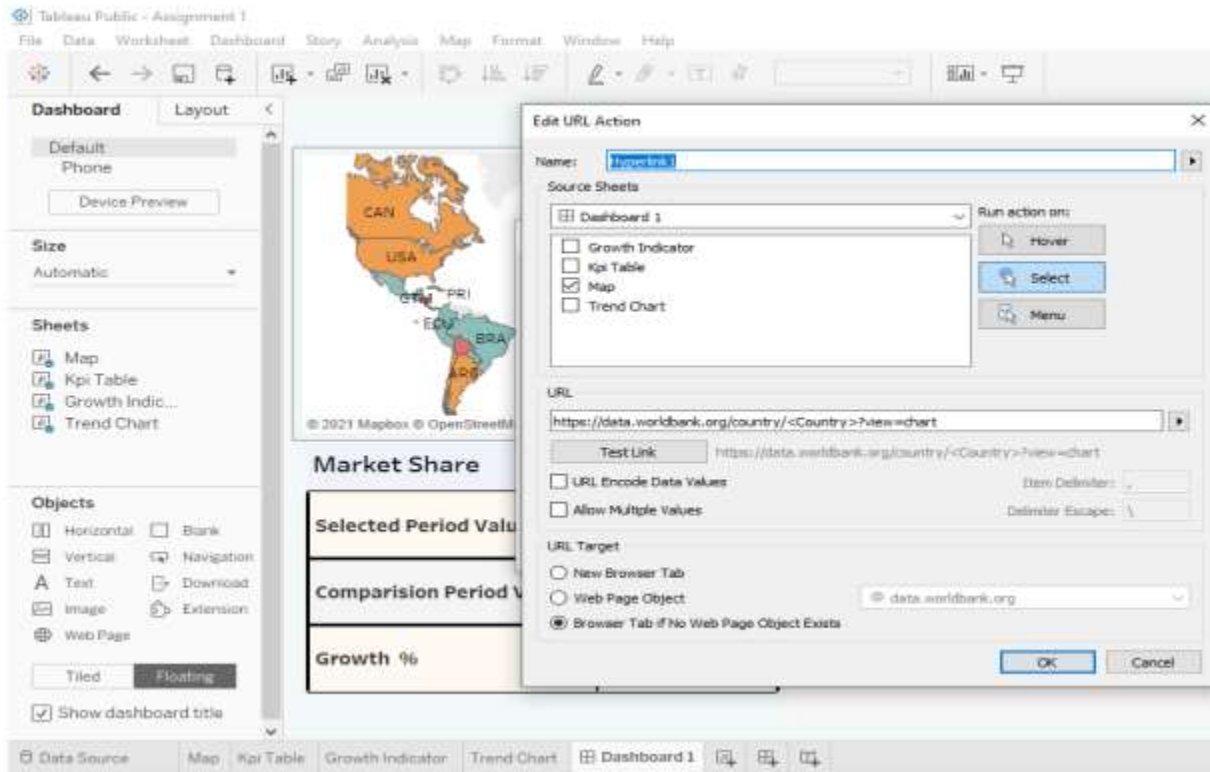 Tableau Public - Assignment 1
File Data Worksheet Dashboard Story Analysis Map Format Window Help
Dashboard Layout
Default
Phone
Device Preview
Size
Automatic
Sheets
Map
Kpi Table
Growth Indic...
Trend Chart
Objects
Horizontal Blank
Vertical Navigation
A Text Download
Image Extension
Web Page
Tiled Floating
Show dashboard title
CAN
USA
GTM PRI
ECU
BRA
ARG
© 2021 Mapbox © OpenStreetM
Market Share
Selected Period Valu
Comparision Period V
Growth %
Edit URL Action
Name: Hyperlink1
Source Sheets
Dashboard 1
Run action on:
Growth Indicator
Kpi Table
Map
Trend Chart
Hover
Select
Menu
URL
https://data.worldbank.org/country/<Country>?view=chart
Test Link https://data.worldbank.org/country/<Country>?view=chart
URL Encode Data Values Item Delimiter: ,
Allow Multiple Values Delimiter Escape: \
URL Target
New Browser Tab
Web Page Object data.worldbank.org
Browser Tab if No Web Page Object Exists
OK Cancel
Data Source Map Kpi Table Growth Indicator Trend Chart Dashboard 1